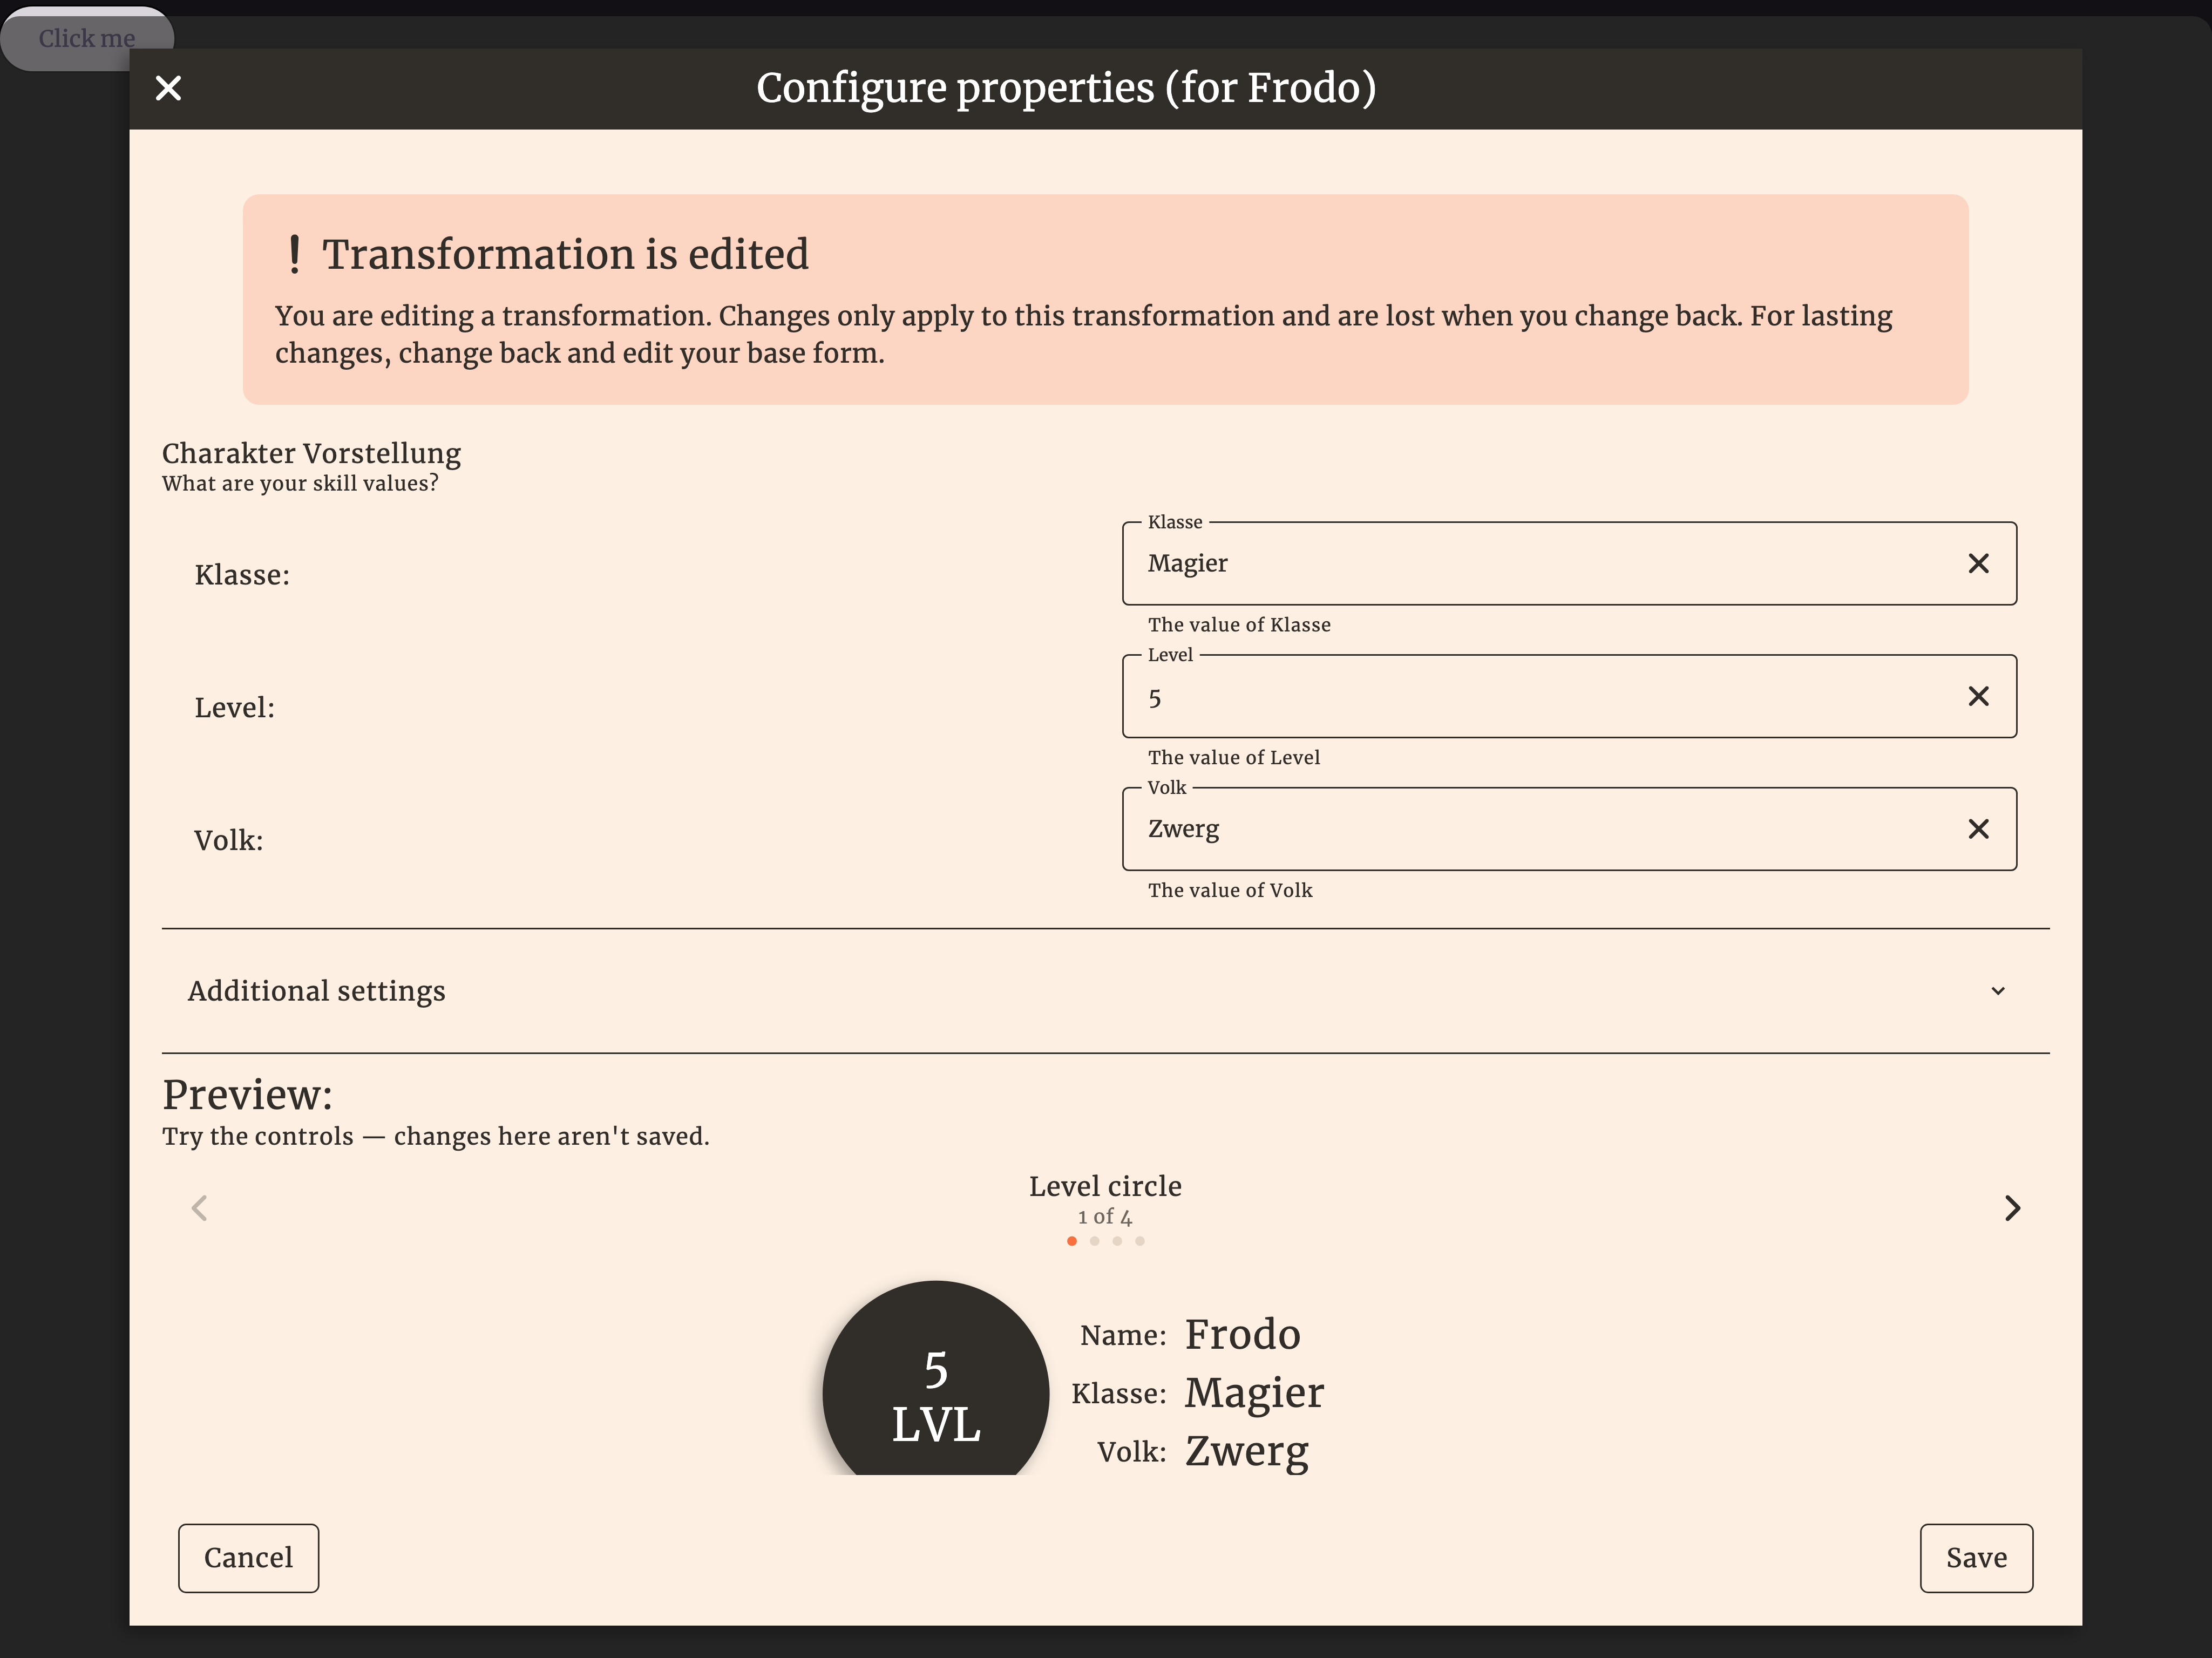 Click me
Configure properties (for Frodo)
! Transformation is edited
You are editing a transformation. Changes only apply to this transformation and are lost when you change back. For lasting
changes, change back and edit your base form.
Charakter Vorstellung
What are your skill values?
Klasse:
Klasse
Magier
The value of Klasse
Level:
Level
5
The value of Level
Volk:
Volk
Zwerg
The value of Volk
Additional settings
Preview:
Try the controls — changes here aren't saved.
Level circle
1 of 4
5
LVL
Name: Frodo
Klasse: Magier
Volk: Zwerg
Cancel
Save